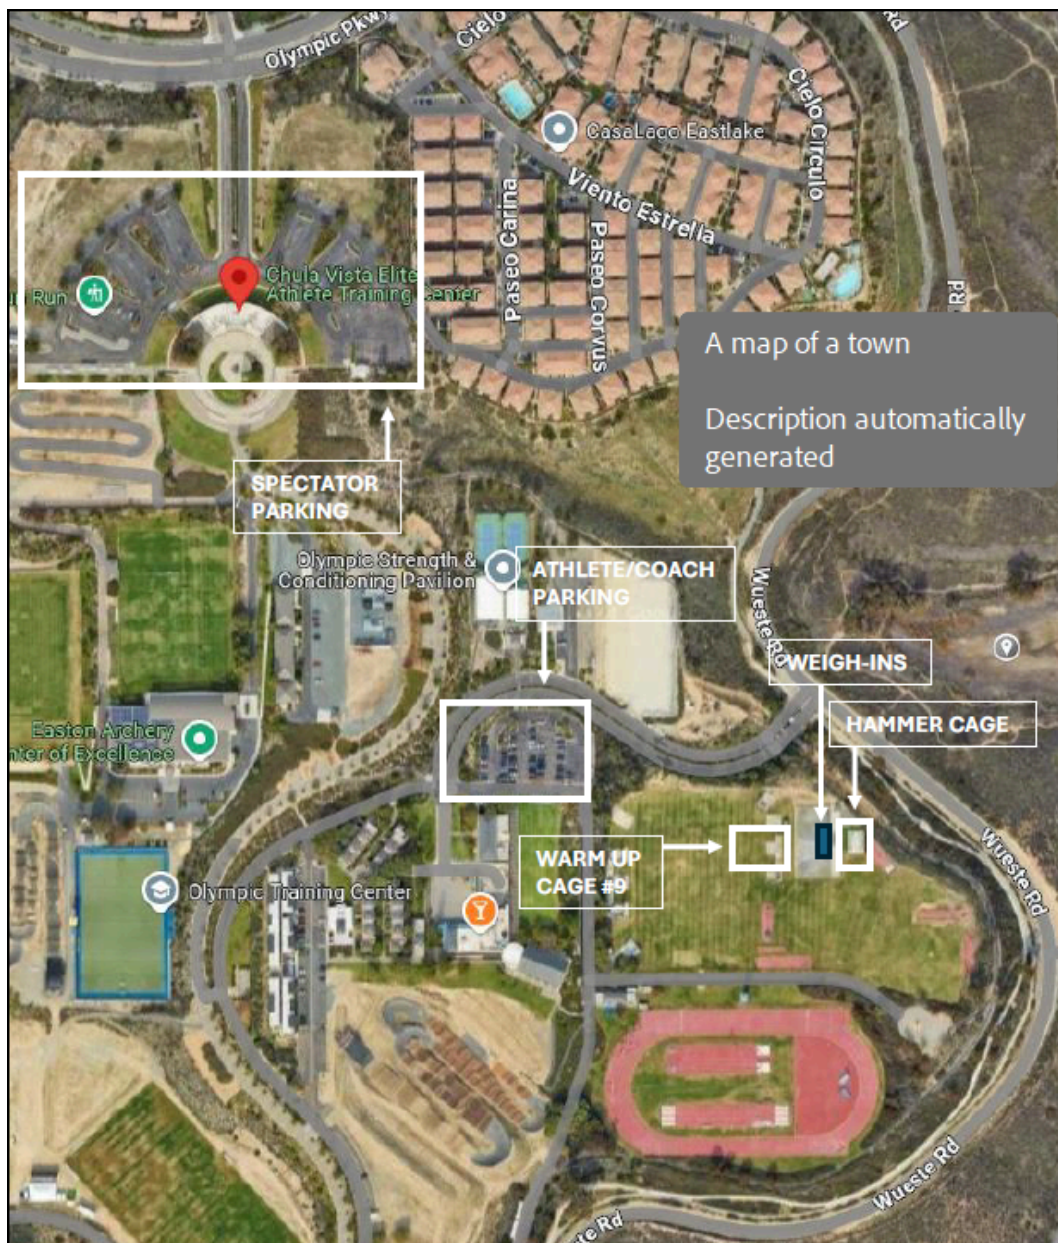 Olympic Pkwy
Cielo
Rd
Cielo Circulo
CasaLago Eastlake
Viento Estrella
Paseo Carina
Paseo Corvus
Chula Vista Elite
Athlete Training Center
Run
Rd
A map of a town
Description automatically
generated
SPECTATOR
PARKING
Olympic Strength &
Conditioning Pavilion
ATHLETE/COACH
PARKING
Wueste Rd
WEIGH-INS
HAMMER CAGE
Easton Archery
Center of Excellence
WARM UP
CAGE #9
Wueste Rd
Olympic Training Center
Wueste Rd
Rd